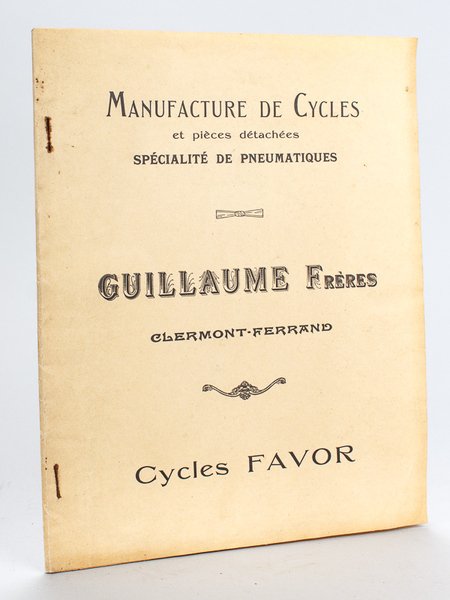 MANUFACTURE DE CYCLES
et pièces détachées
SPÉCIALITÉ DE PNEUMATIQUES
GUILLAUME FRÈRES
CLERMONT-FERRAND
Cycles FAVOR